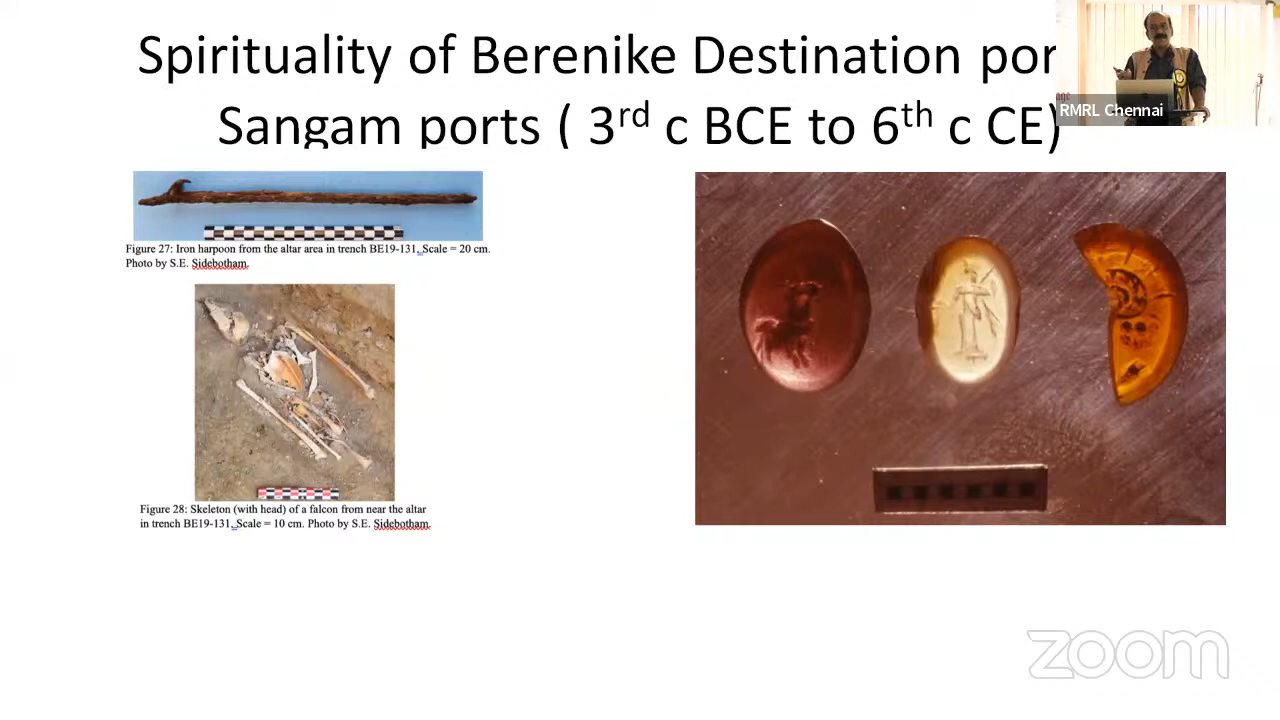 Spirituality of Berenike Destination
Sangam ports ( 3rd c BCE to 6th c CE)
RMRL Chennai
Figure 27: Iron harpoon from the altar area in trench BE19-131. Scale = 20 cm.
Photo by S.E. Sidebotham.
Figure 28: Skeleton (with head) of a falcon from near the altar
in trench BE19-131. Scale = 10 cm. Photo by S.E. Sidebotham.
zoom